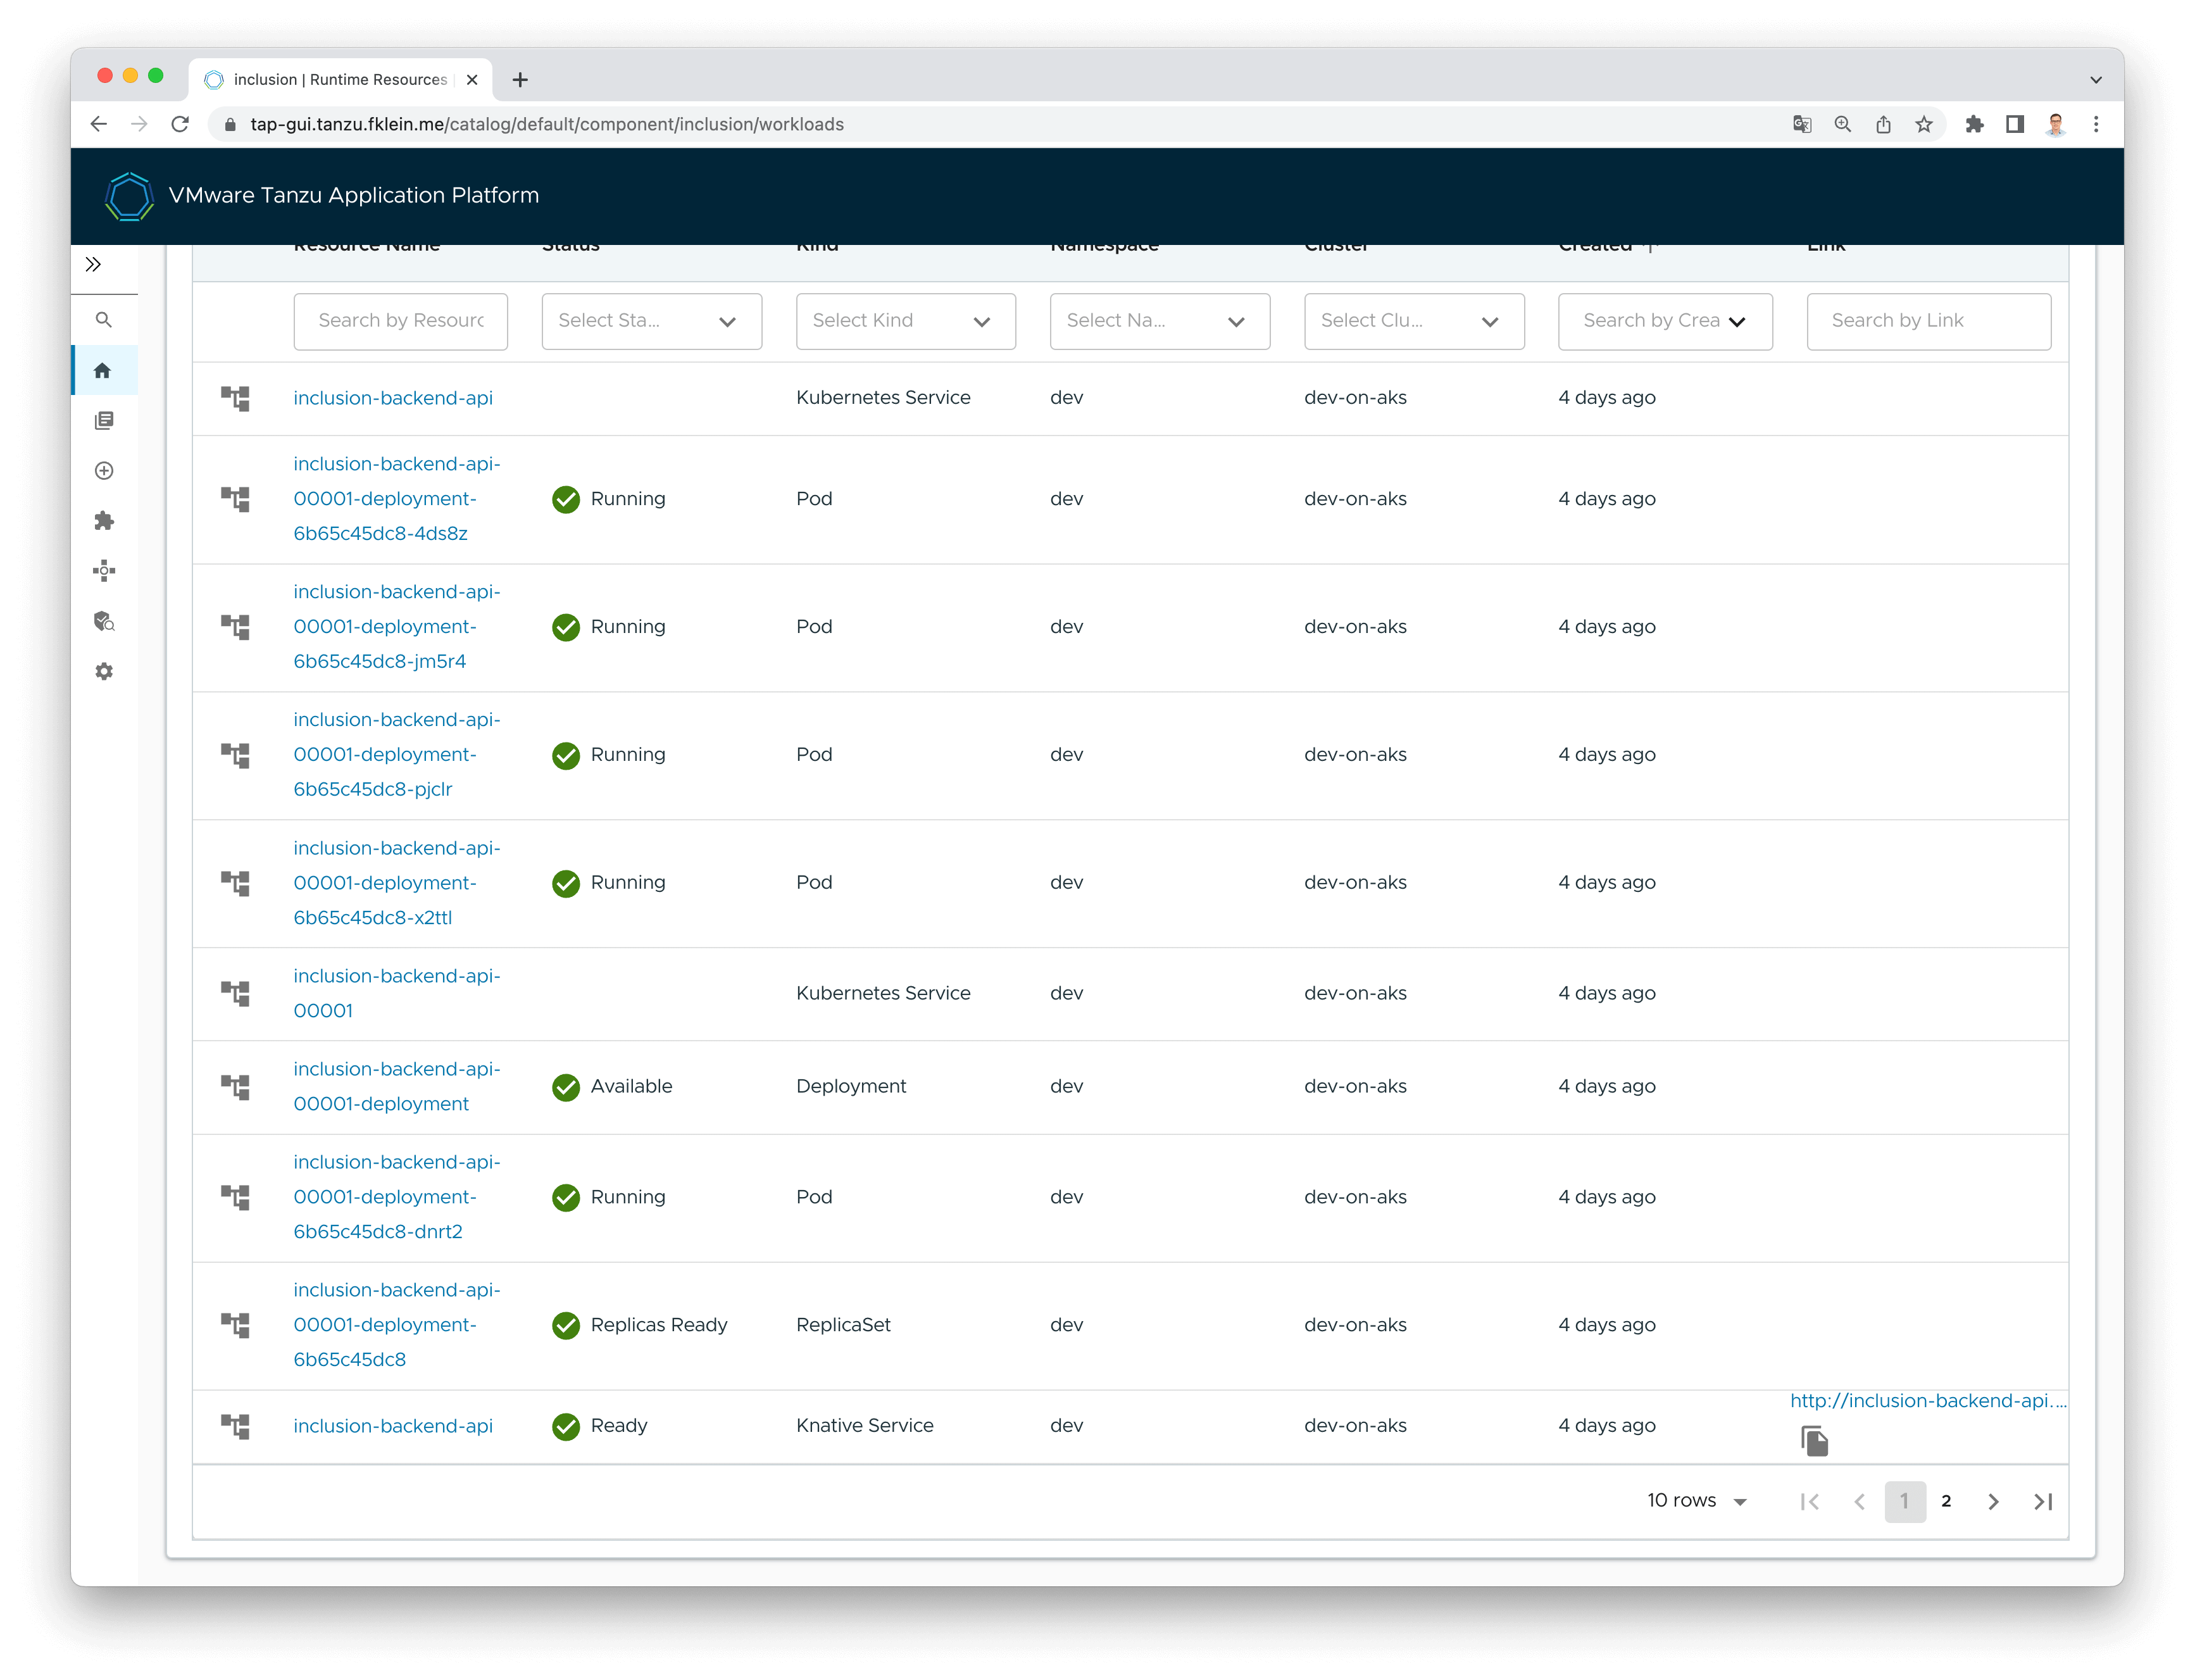 inclusion | Runtime Resources
tap-gui.tanzu.fklein.me/catalog/default/component/inclusion/workloads
VMware Tanzu Application Platform
Resource Name Status Kind Namespace Cluster Created Link
Search by Resourc Select Sta... Select Kind Select Na... Select Clu... Search by Crea Search by Link
inclusion-backend-api Kubernetes Service dev dev-on-aks 4 days ago
inclusion-backend-api-
00001-deployment- Running Pod dev dev-on-aks 4 days ago
6b65c45dc8-4ds8z
inclusion-backend-api-
00001-deployment- Running Pod dev dev-on-aks 4 days ago
6b65c45dc8-jm5r4
inclusion-backend-api-
00001-deployment- Running Pod dev dev-on-aks 4 days ago
6b65c45dc8-pjclr
inclusion-backend-api-
00001-deployment- Running Pod dev dev-on-aks 4 days ago
6b65c45dc8-x2ttl
inclusion-backend-api-
00001 Kubernetes Service dev dev-on-aks 4 days ago
inclusion-backend-api-
00001-deployment Available Deployment dev dev-on-aks 4 days ago
inclusion-backend-api-
00001-deployment- Running Pod dev dev-on-aks 4 days ago
6b65c45dc8-dnrt2
inclusion-backend-api-
00001-deployment- Replicas Ready ReplicaSet dev dev-on-aks 4 days ago
6b65c45dc8
http://inclusion-backend-api....
inclusion-backend-api Ready Knative Service dev dev-on-aks 4 days ago
10 rows 1 2